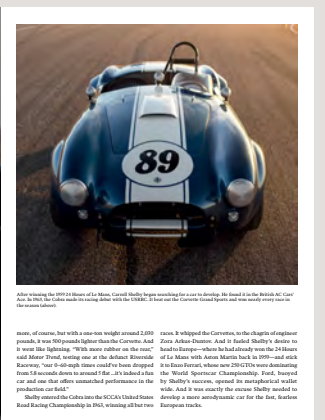 89
After winning the 1959 24 Hours of Le Mans, Carroll Shelby began searching for a car to develop. He found it in the British AC Cars'
Ace. In 1963, the Cobra made its racing debut with the USRRC. It beat out the Corvette Grand Sports and won nearly every race in
the season (above).
more, of course, but with a one-ton weight around 2,030
pounds, it was 500 pounds lighter than the Corvette. And
it went like lightning. "With more rubber on the rear,"
said Motor Trend, testing one at the defunct Riverside
Raceway, "our 0–60-mph times could've been dropped
from 5.8 seconds down to around 5 flat ...it's indeed a fun
car and one that offers unmatched performance in the
production car field."
Shelby entered the Cobra into the SCCA's United States
Road Racing Championship in 1963, winning all but two
races. It whipped the Corvettes, to the chagrin of engineer
Zora Arkus-Duntov. And it fueled Shelby's desire to
head to Europe—where he had already won the 24 Hours
of Le Mans with Aston Martin back in 1959—and stick
it to Enzo Ferrari, whose new 250 GTOs were dominating
the World Sportscar Championship. Ford, buoyed
by Shelby's success, opened its metaphorical wallet
wide. And it was exactly the excuse Shelby needed to
develop a more aerodynamic car for the fast, fearless
European tracks.